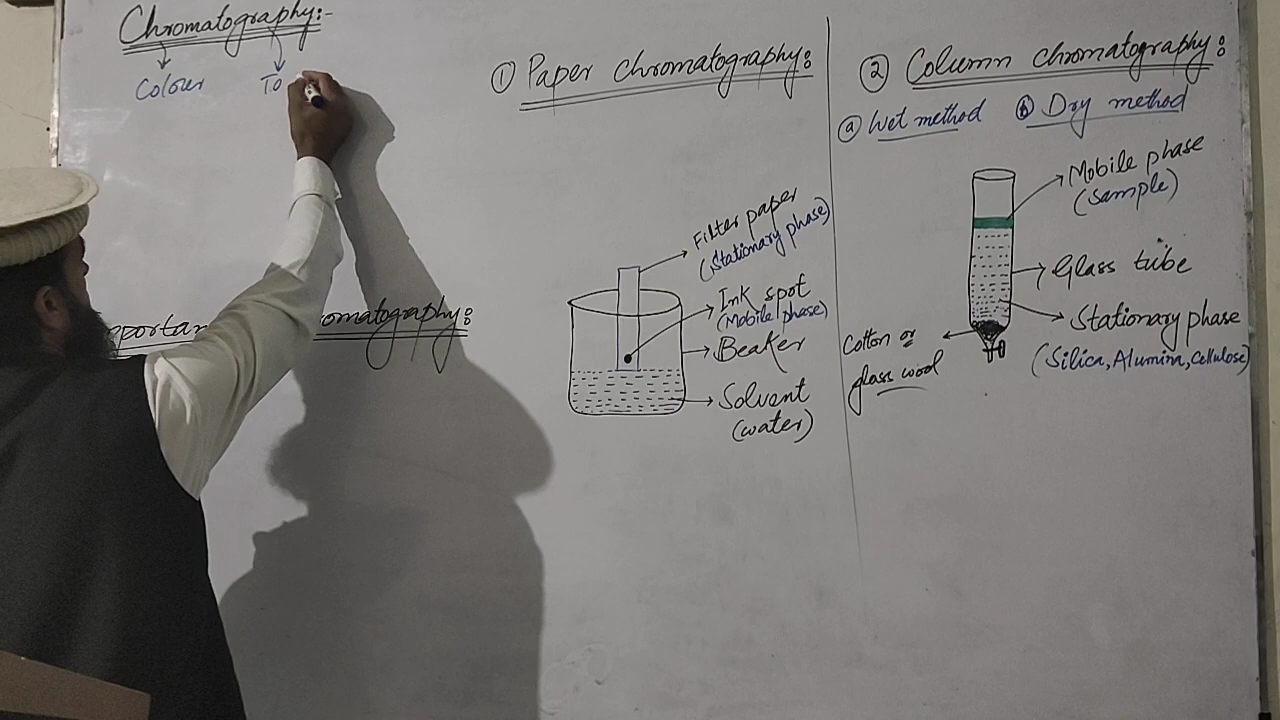 Chromatography:-
Colour To
omatography:
① Paper chromatography:
Filter paper
(Stationary phase)
Ink spot
(Mobile phase)
Beaker
Solvent
(water)
② Column chromatography:
ⓐ Wet method ⓑ Dry method
Mobile phase
(Sample)
Glass tube
Stationary phase
(Silica, Alumina, Cellulose)
Cotton or
glass wool